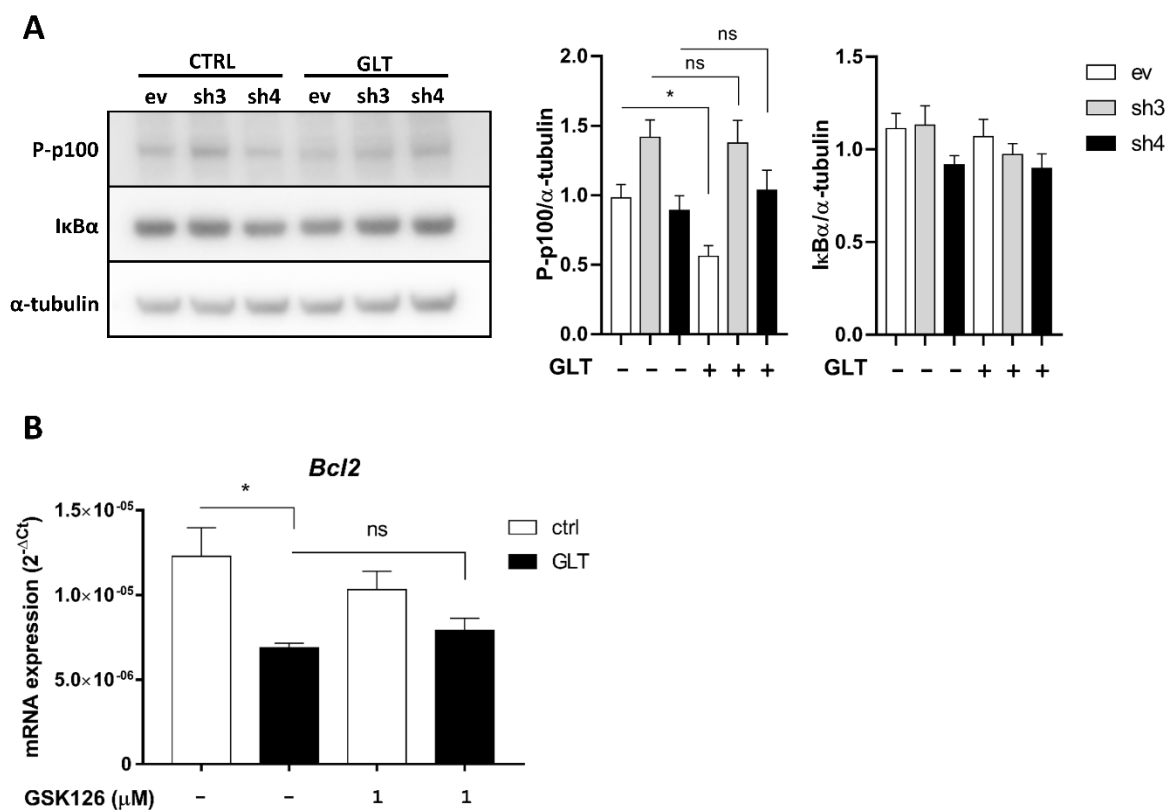 A
CTRL GLT
ev sh3 sh4 ev sh3 sh4
P-p100
IκBα
α-tubulin
P-p100/α-tubulin
2.0
1.5
1.0
0.5
0.0
ns
ns
*
GLT - - - + + +
IκBα/α-tubulin
1.5
1.0
0.5
0.0
GLT - - - + + +
ev
sh3
sh4
B
Bcl2
mRNA expression (2^-ΔCt)
1.5×10^-05
1.0×10^-05
5.0×10^-06
0
*
ns
ctrl
GLT
GSK126 (μM) - - 1 1